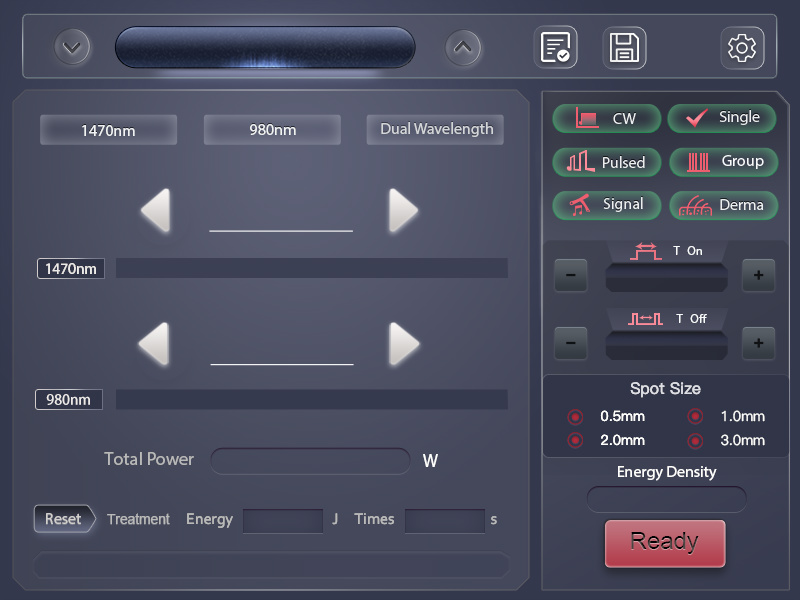 1470nm 980nm Dual Wavelength
1470nm
980nm
Total Power W
Reset Treatment Energy J Times s
CW Single
Pulsed Group
Signal Derma
T On
− +
T Off
− +
Spot Size
0.5mm 1.0mm
2.0mm 3.0mm
Energy Density
Ready